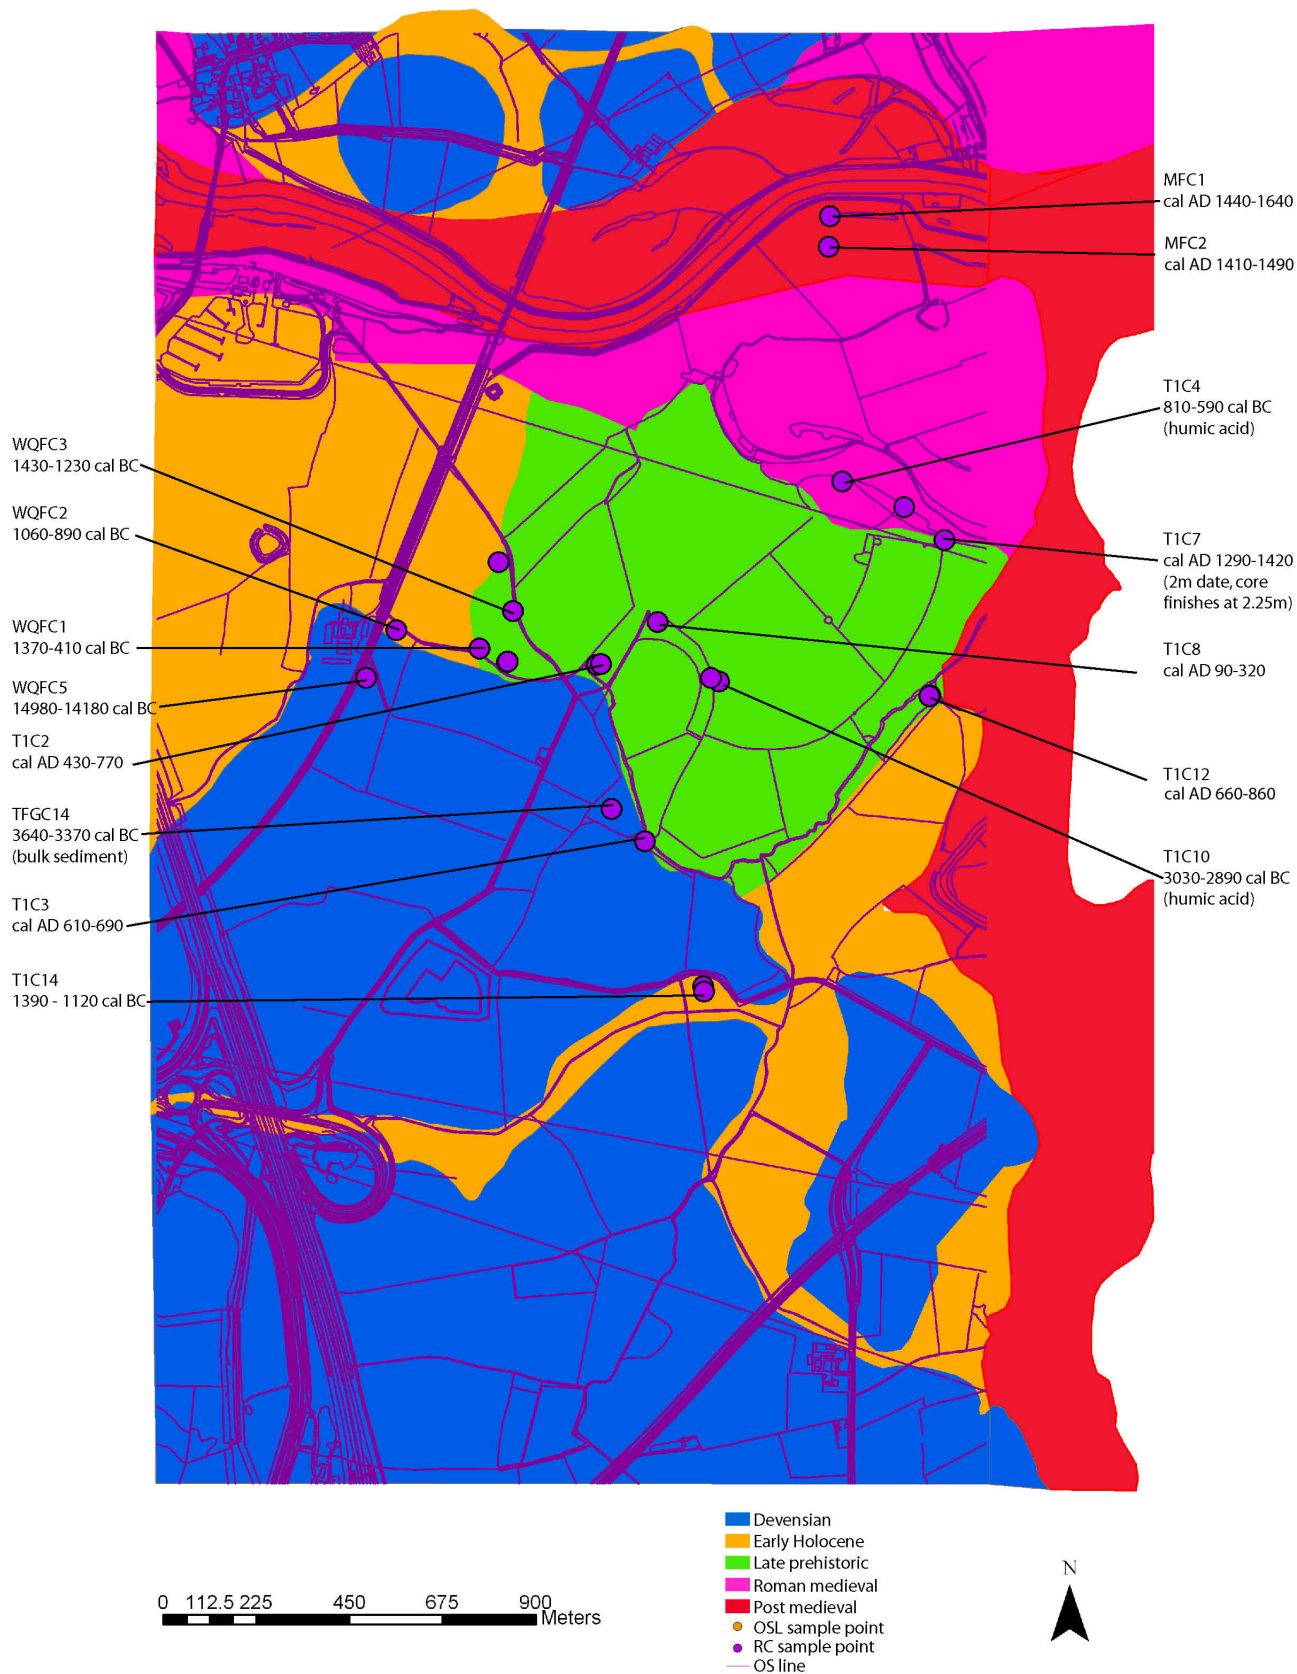 MFC1
cal AD 1440-1640
MFC2
cal AD 1410-1490
T1C4
810-590 cal BC
(humic acid)
WQFC3
1430-1230 cal BC
WQFC2
1060-890 cal BC
T1C7
cal AD 1290-1420
(2m date, core
finishes at 2.25m)
WQFC1
1370-410 cal BC
T1C8
cal AD 90-320
WQFC5
14980-14180 cal BC
T1C2
cal AD 430-770
T1C12
cal AD 660-860
TFGC14
3640-3370 cal BC
(bulk sediment)
T1C10
3030-2890 cal BC
(humic acid)
T1C3
cal AD 610-690
T1C14
1390 - 1120 cal BC
Devensian
Early Holocene
Late prehistoric
Roman medieval
Post medieval
OSL sample point
RC sample point
OS line
N
0 112.5 225 450 675 900
Meters